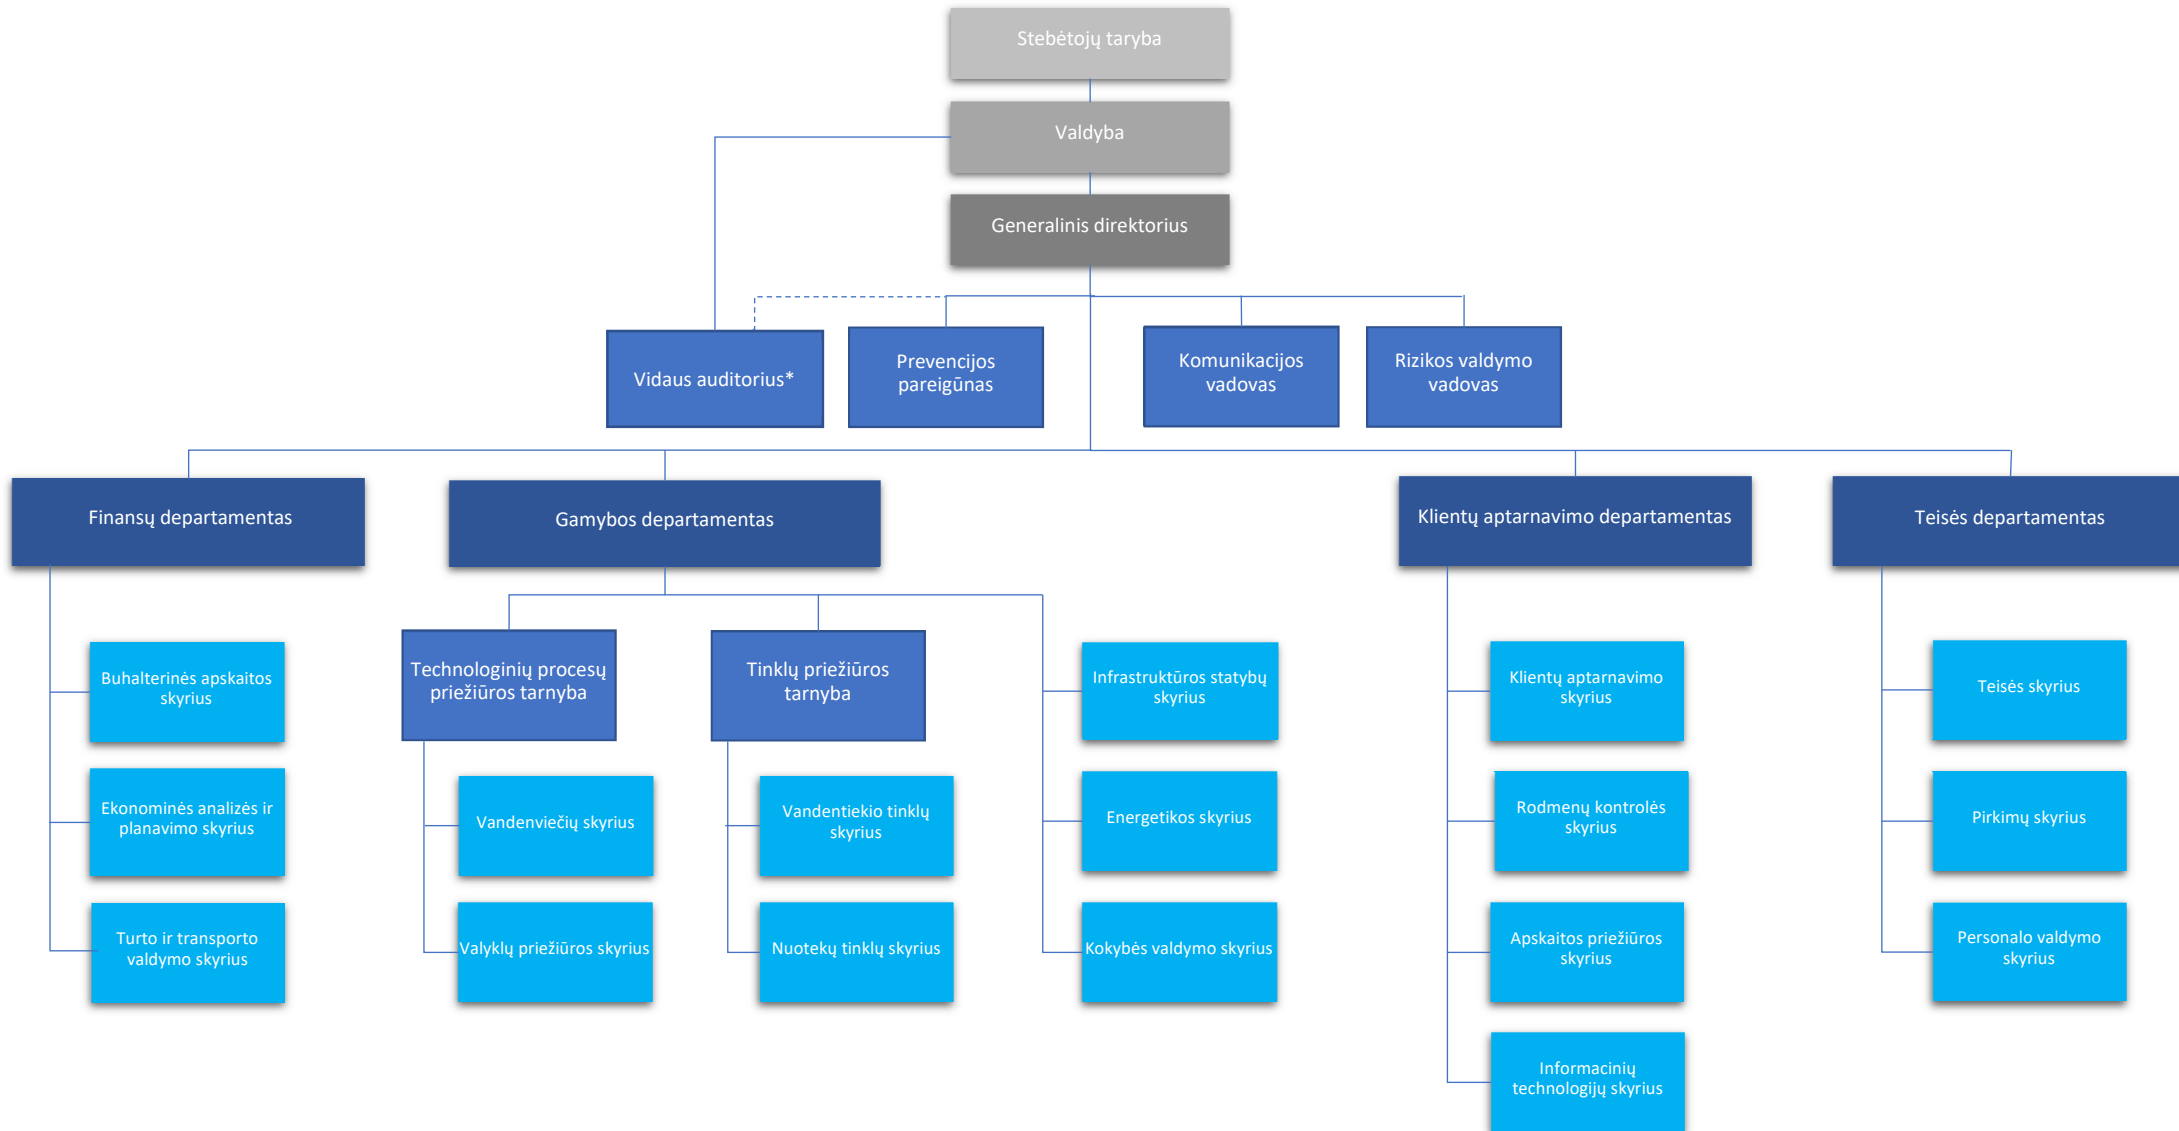 Stebėtojų taryba
Valdyba
Generalinis direktorius
Vidaus auditorius*
Prevencijos
pareigūnas
Komunikacijos
vadovas
Rizikos valdymo
vadovas
Finansų departamentas
Gamybos departamentas
Klientų aptarnavimo departamentas
Teisės departamentas
Buhalterinės apskaitos
skyrius
Ekonominės analizės ir
planavimo skyrius
Turto ir transporto
valdymo skyrius
Technologinių procesų
priežiūros tarnyba
Vandenviečių skyrius
Valyklų priežiūros skyrius
Tinklų priežiūros
tarnyba
Vandentiekio tinklų
skyrius
Nuotekų tinklų skyrius
Infrastruktūros statybų
skyrius
Energetikos skyrius
Kokybės valdymo skyrius
Klientų aptarnavimo
skyrius
Rodmenų kontrolės
skyrius
Apskaitos priežiūros
skyrius
Informacinių
technologijų skyrius
Teisės skyrius
Pirkimų skyrius
Personalo valdymo
skyrius